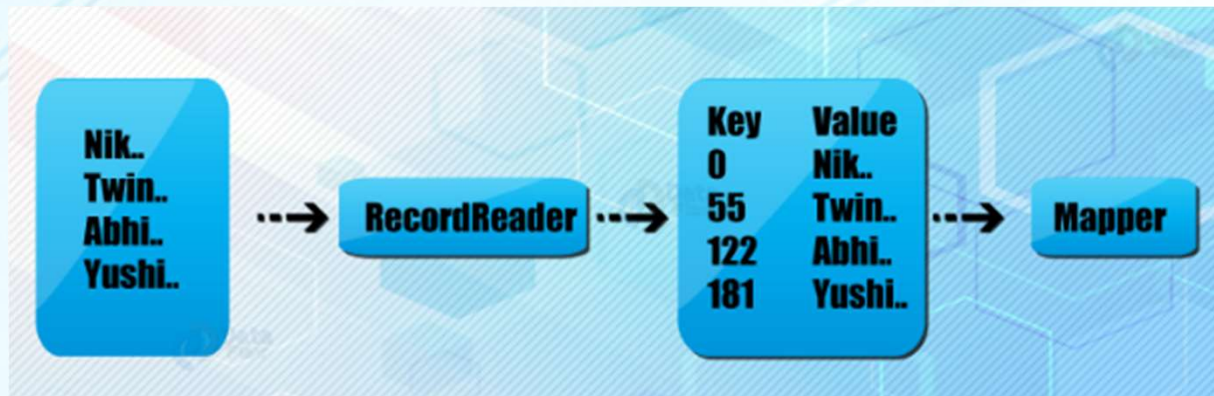 Nik..
Twin..
Abhi..
Yushi..
RecordReader
Key Value
0 Nik..
55 Twin..
122 Abhi..
181 Yushi..
Mapper